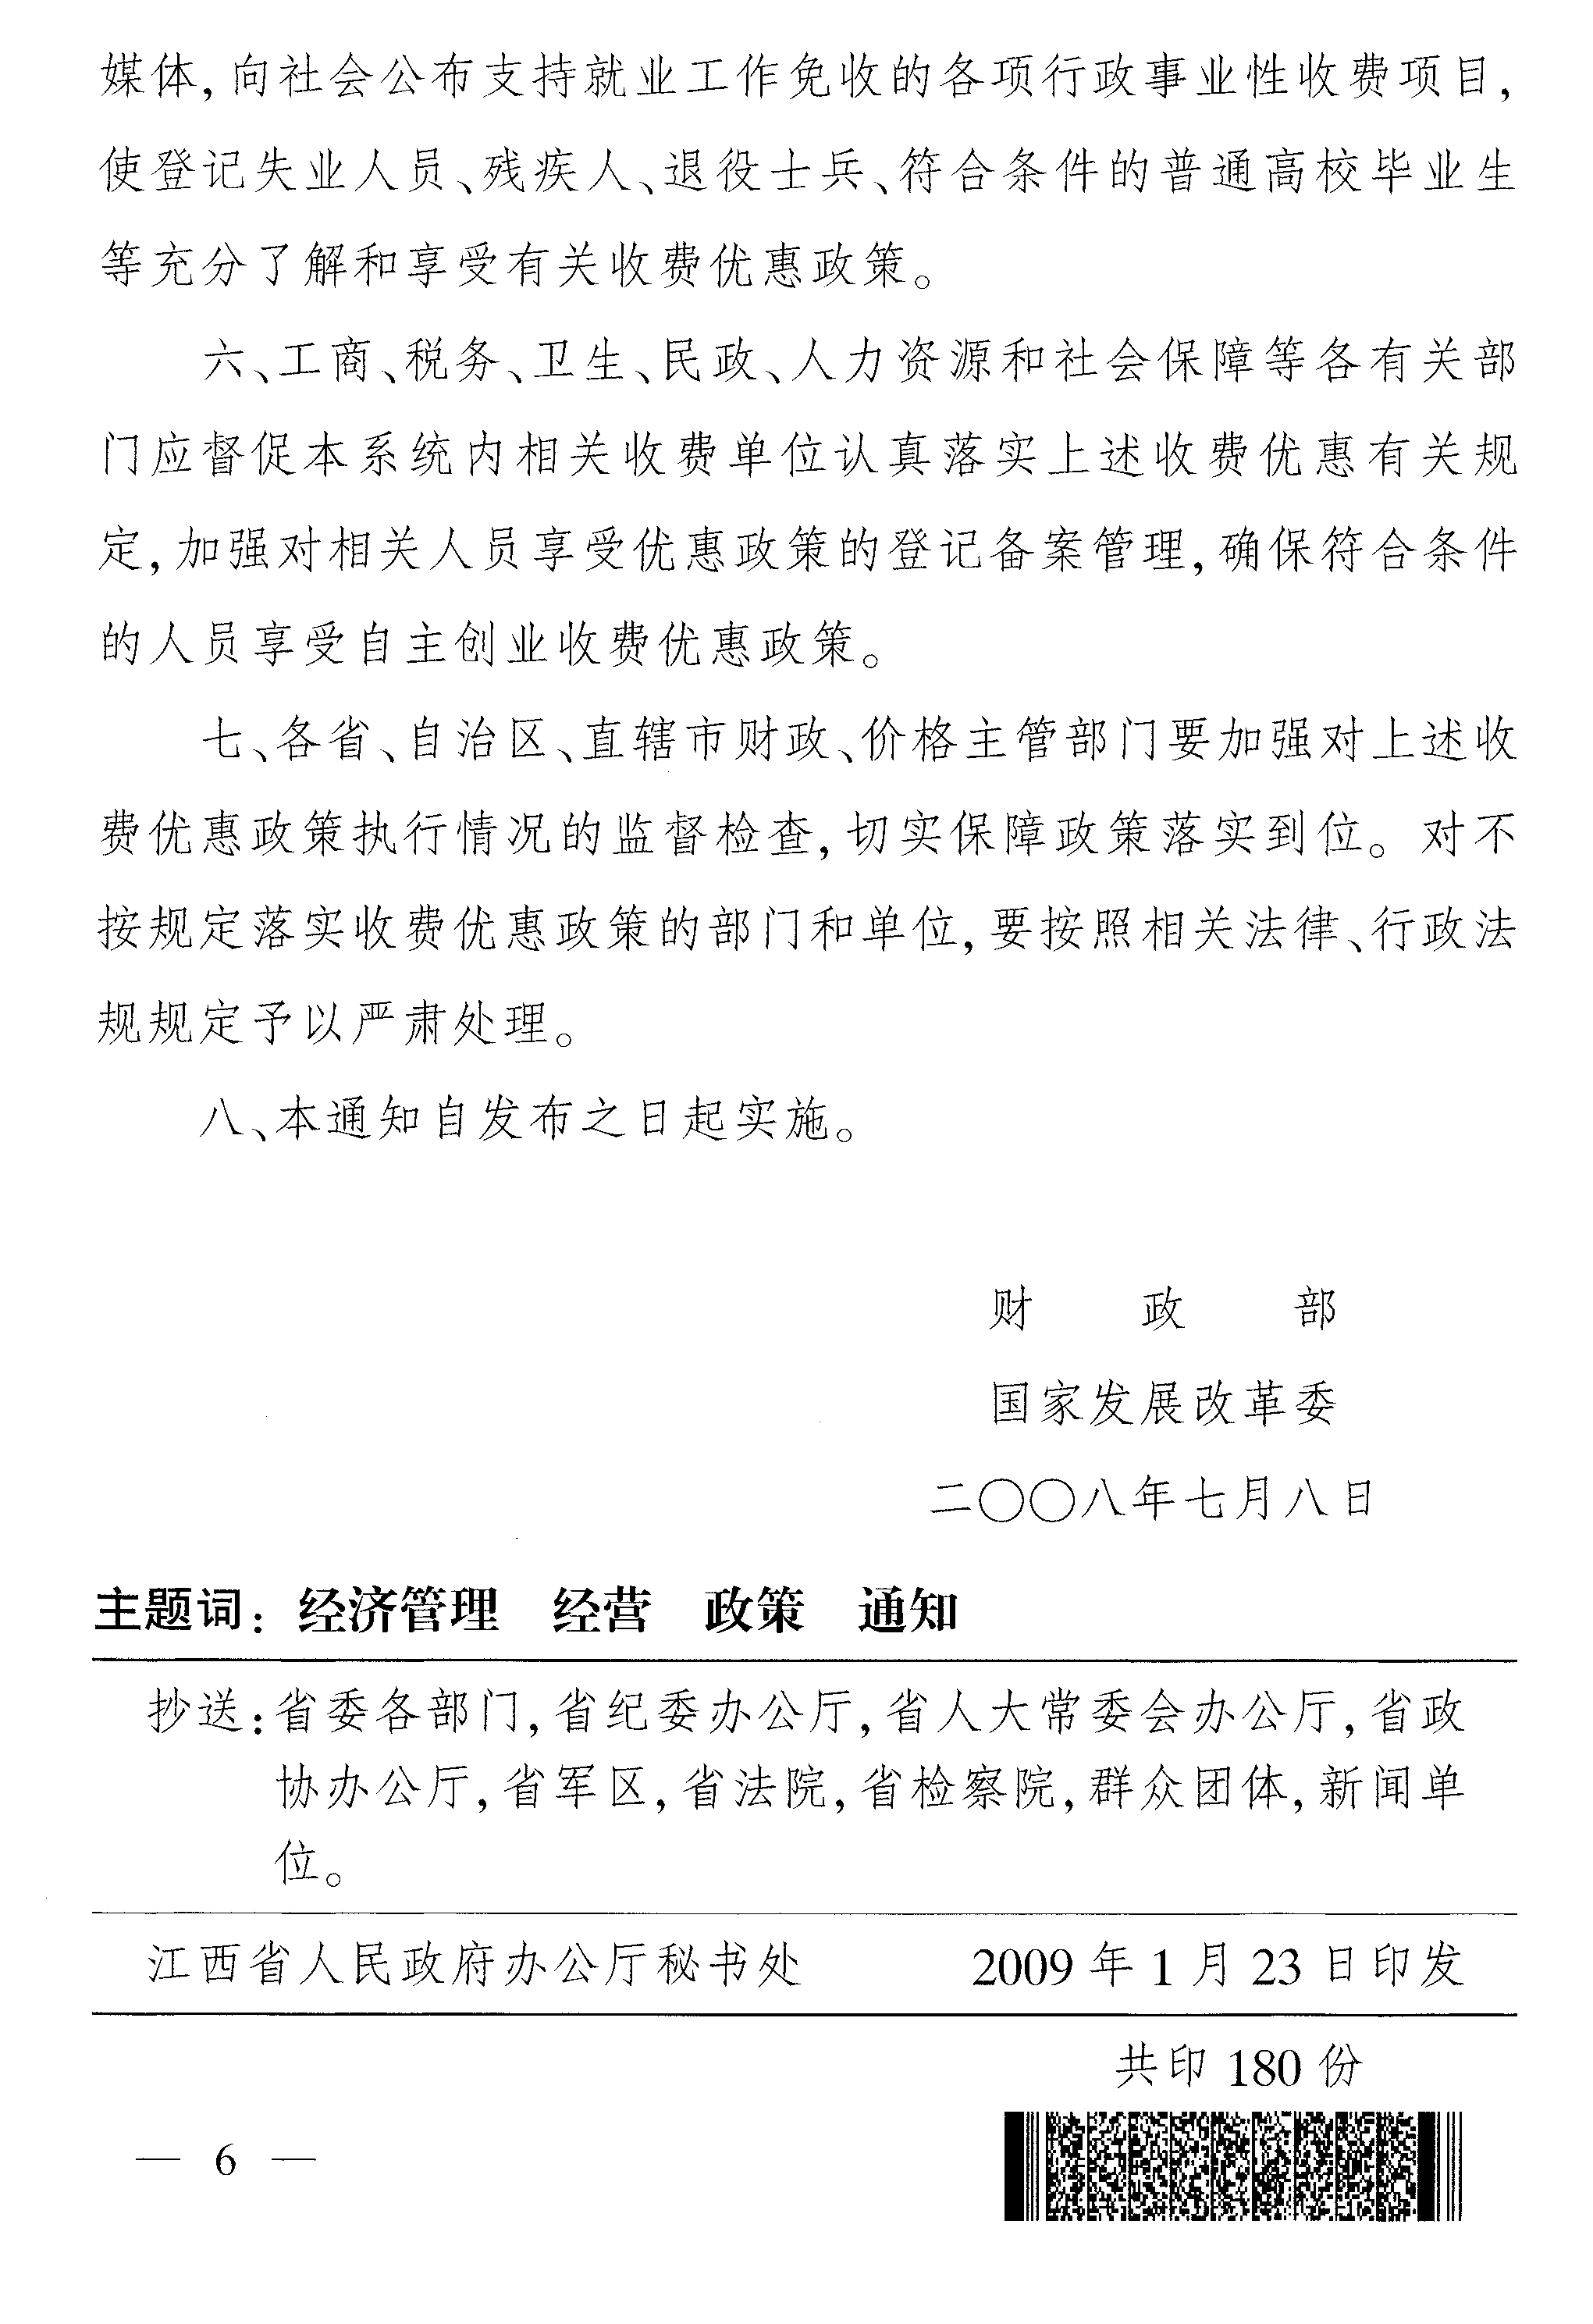 媒体,向社会公布支持就业工作免收的各项行政事业性收费项目,
使登记失业人员、残疾人、退役士兵、符合条件的普通高校毕业生
等充分了解和享受有关收费优惠政策。
六、工商、税务、卫生、民政、人力资源和社会保障等各有关部
门应督促本系统内相关收费单位认真落实上述收费优惠有关规
定,加强对相关人员享受优惠政策的登记备案管理,确保符合条件
的人员享受自主创业收费优惠政策。
七、各省、自治区、直辖市财政、价格主管部门要加强对上述收
费优惠政策执行情况的监督检查,切实保障政策落实到位。对不
按规定落实收费优惠政策的部门和单位,要按照相关法律、行政法
规规定予以严肃处理。
八、本通知自发布之日起实施。
财 政 部
国家发展改革委
二〇〇八年七月八日
主题词：经济管理 经营 政策 通知
抄送:省委各部门,省纪委办公厅,省人大常委会办公厅,省政
协办公厅,省军区,省法院,省检察院,群众团体,新闻单
位。
江西省人民政府办公厅秘书处 2009 年 1 月 23 日印发
共印 180 份
— 6 —